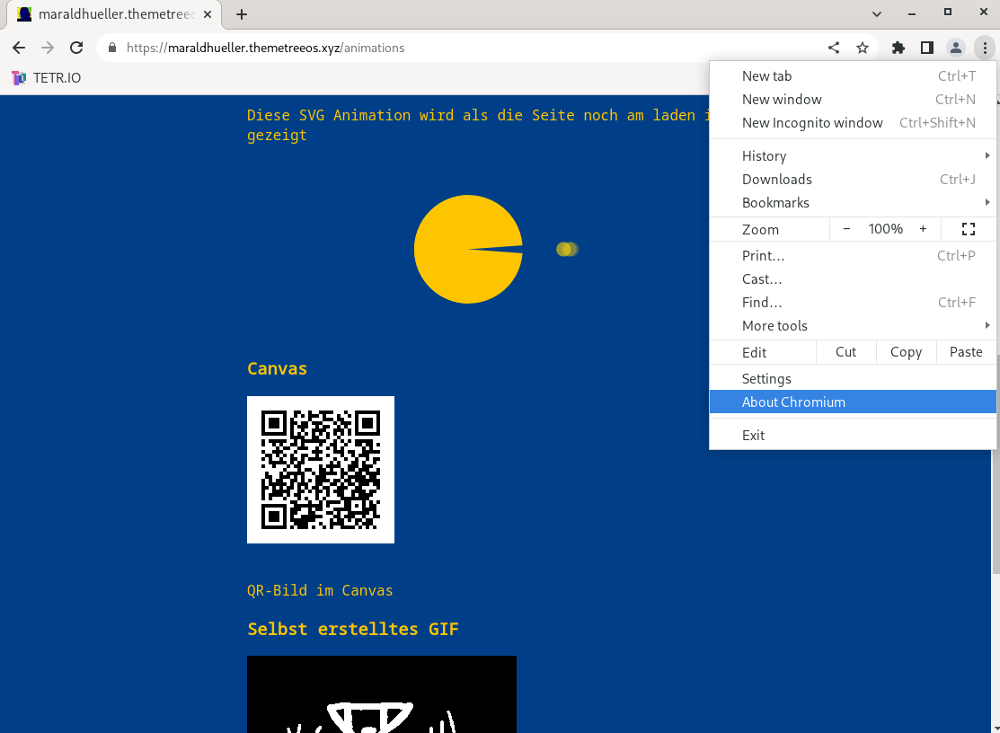 maraldhueller.themetreeo
https://maraldhueller.themetreeos.xyz/animations
TETR.IO
New tab Ctrl+T
New window Ctrl+N
New Incognito window Ctrl+Shift+N
History
Downloads Ctrl+J
Bookmarks
Zoom − 100% +
Print… Ctrl+P
Cast…
Find… Ctrl+F
More tools
Edit Cut Copy Paste
Settings
About Chromium
Exit
Diese SVG Animation wird als die Seite noch am laden
gezeigt
Canvas
QR-Bild im Canvas
Selbst erstelltes GIF